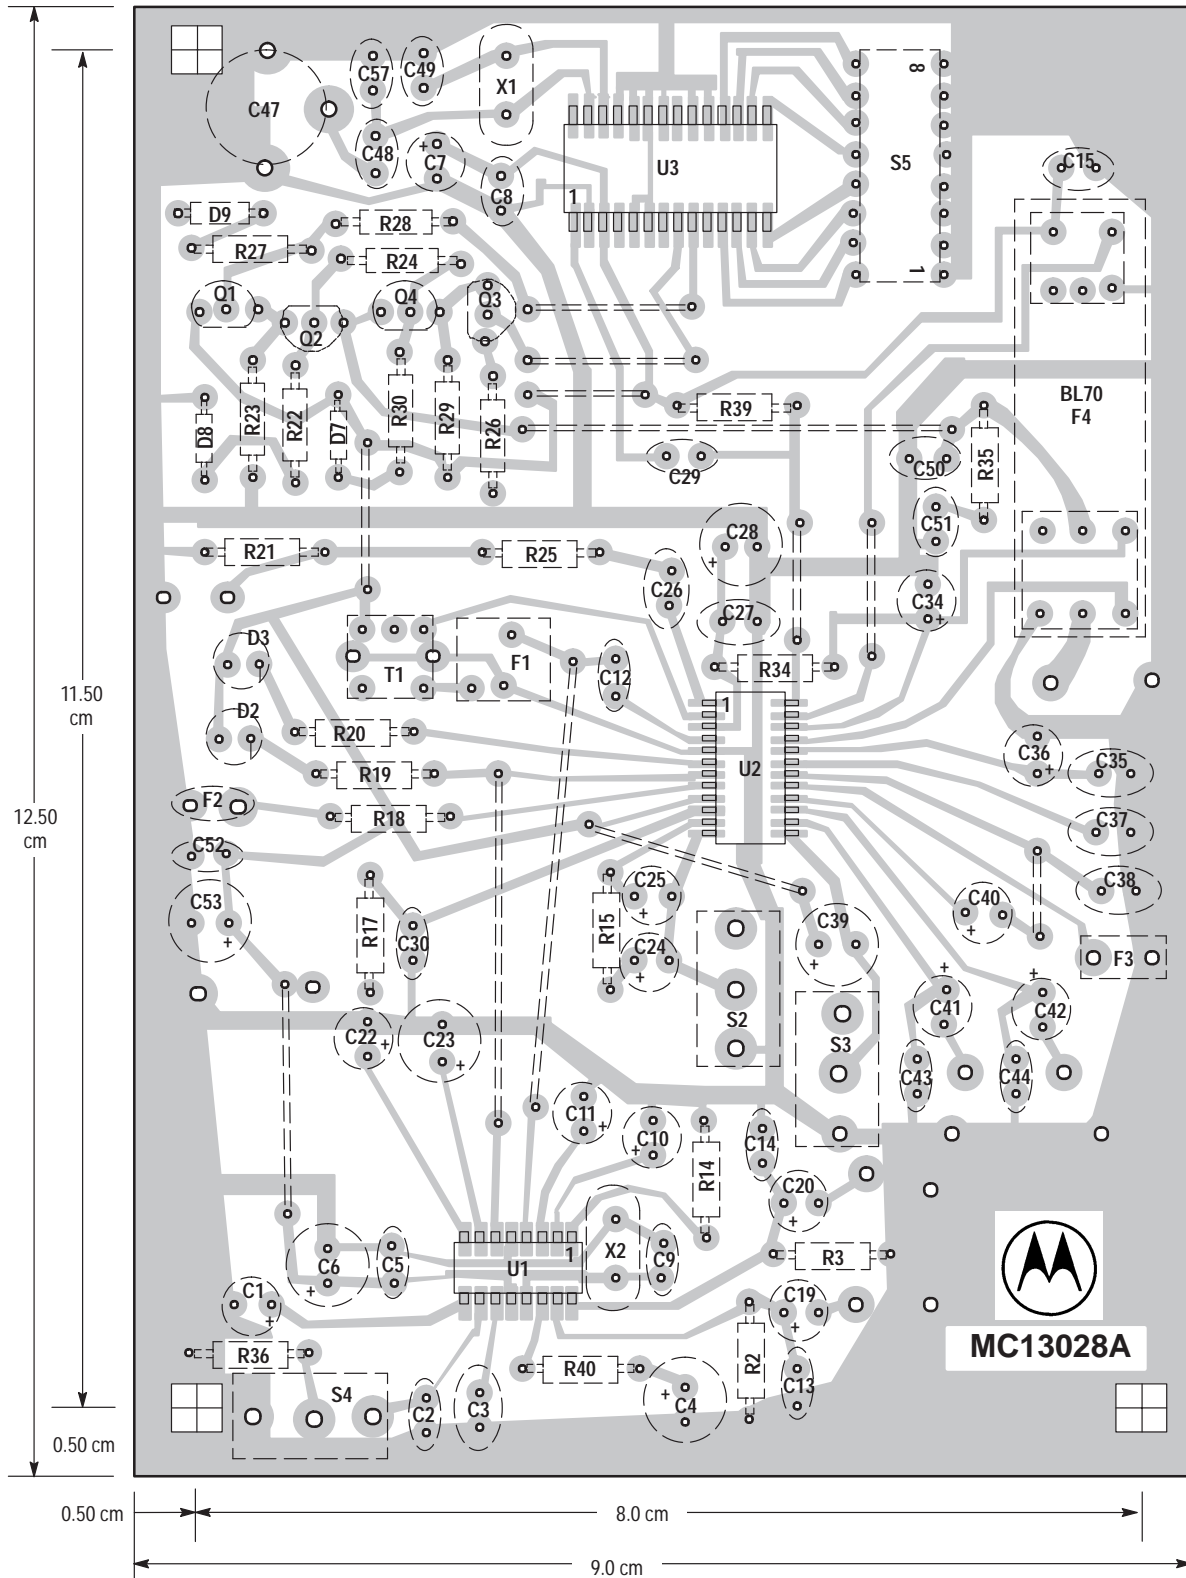 C57
C49
X1
8
C47
C48
+
C7
C8
U3
1
S5
1
C15
D9
R28
R27
R24
Q1
Q2
Q4
Q3
BL70
F4
R39
R23
R22
D7
R30
R29
R26
D8
C29
C50
R35
C51
C28
+
R21
R25
C26
C27
C34
+
D3
T1
F1
C12
R34
11.50
cm
D2
1
R20
R19
U2
C36
+
C35
12.50
cm
F2
R18
C37
C52
C38
C53
+
R17
C30
R15
C25
+
C24
+
C39
+
C40
+
F3
S2
S3
+
C41
+
C42
C22
+
C23
+
C43
C44
C11
+
C10
+
R14
C14
C20
+
X2
C9
R3
U1
1
C6
+
C5
C1
+
C19
+
MC13028A
R36
R40
R2
C13
S4
C2
C3
+
C4
0.50 cm
0.50 cm
8.0 cm
9.0 cm